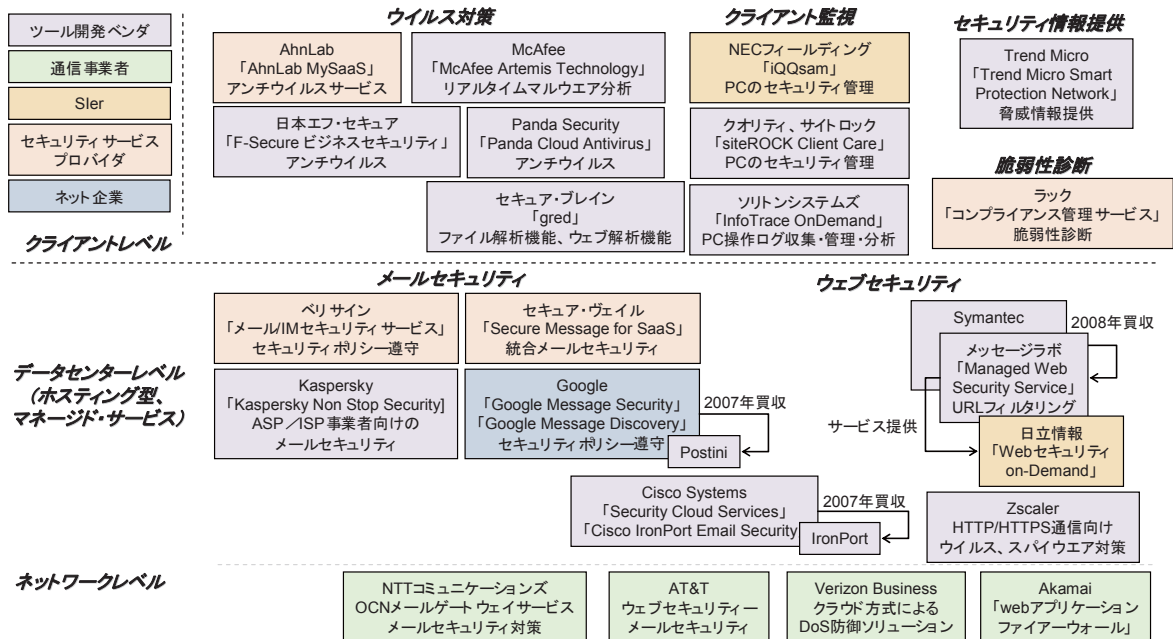 ツール開発ベンダ
通信事業者
SIer
セキュリティサービス
プロバイダ
ネット企業
クライアントレベル
ウイルス対策
AhnLab
「AhnLab MySaaS」
アンチウイルスサービス
McAfee
「McAfee Artemis Technology」
リアルタイムマルウエア分析
日本エフ・セキュア
「F-Secure ビジネスセキュリティ」
アンチウイルス
Panda Security
「Panda Cloud Antivirus」
アンチウイルス
セキュア・ブレイン
「gred」
ファイル解析機能、ウェブ解析機能
クライアント監視
NECフィールディング
「iQQsam」
PCのセキュリティ管理
クオリティ、サイトロック
「siteROCK Client Care」
PCのセキュリティ管理
ソリトンシステムズ
「InfoTrace OnDemand」
PC操作ログ収集・管理・分析
セキュリティ情報提供
Trend Micro
「Trend Micro Smart
Protection Network」
脅威情報提供
脆弱性診断
ラック
「コンプライアンス管理サービス」
脆弱性診断
データセンターレベル
（ホスティング型、
マネージド・サービス）
メールセキュリティ
ベリサイン
「メール/IMセキュリティサービス」
セキュリティポリシー遵守
セキュア・ヴェイル
「Secure Message for SaaS」
統合メールセキュリティ
Kaspersky
「Kaspersky Non Stop Security]
ASP／ISP事業者向けの
メールセキュリティ
Google
「Google Message Security」
「Google Message Discovery」
セキュリティポリシー遵守
2007年買収
Postini
Cisco Systems
「Security Cloud Services」
「Cisco IronPort Email Security
2007年買収
IronPort
ウェブセキュリティ
Symantec
2008年買収
メッセージラボ
「Managed Web
Security Service」
URLフィルタリング
サービス提供
日立情報
「Webセキュリティ
on-Demand」
Zscaler
HTTP/HTTPS通信向け
ウイルス、スパイウエア対策
ネットワークレベル
NTTコミュニケーションズ
OCNメールゲートウェイサービス
メールセキュリティ対策
AT&T
ウェブセキュリティー
メールセキュリティ
Verizon Business
クラウド方式による
DoS防御ソリューション
Akamai
「webアプリケーション
ファイアーウォール」